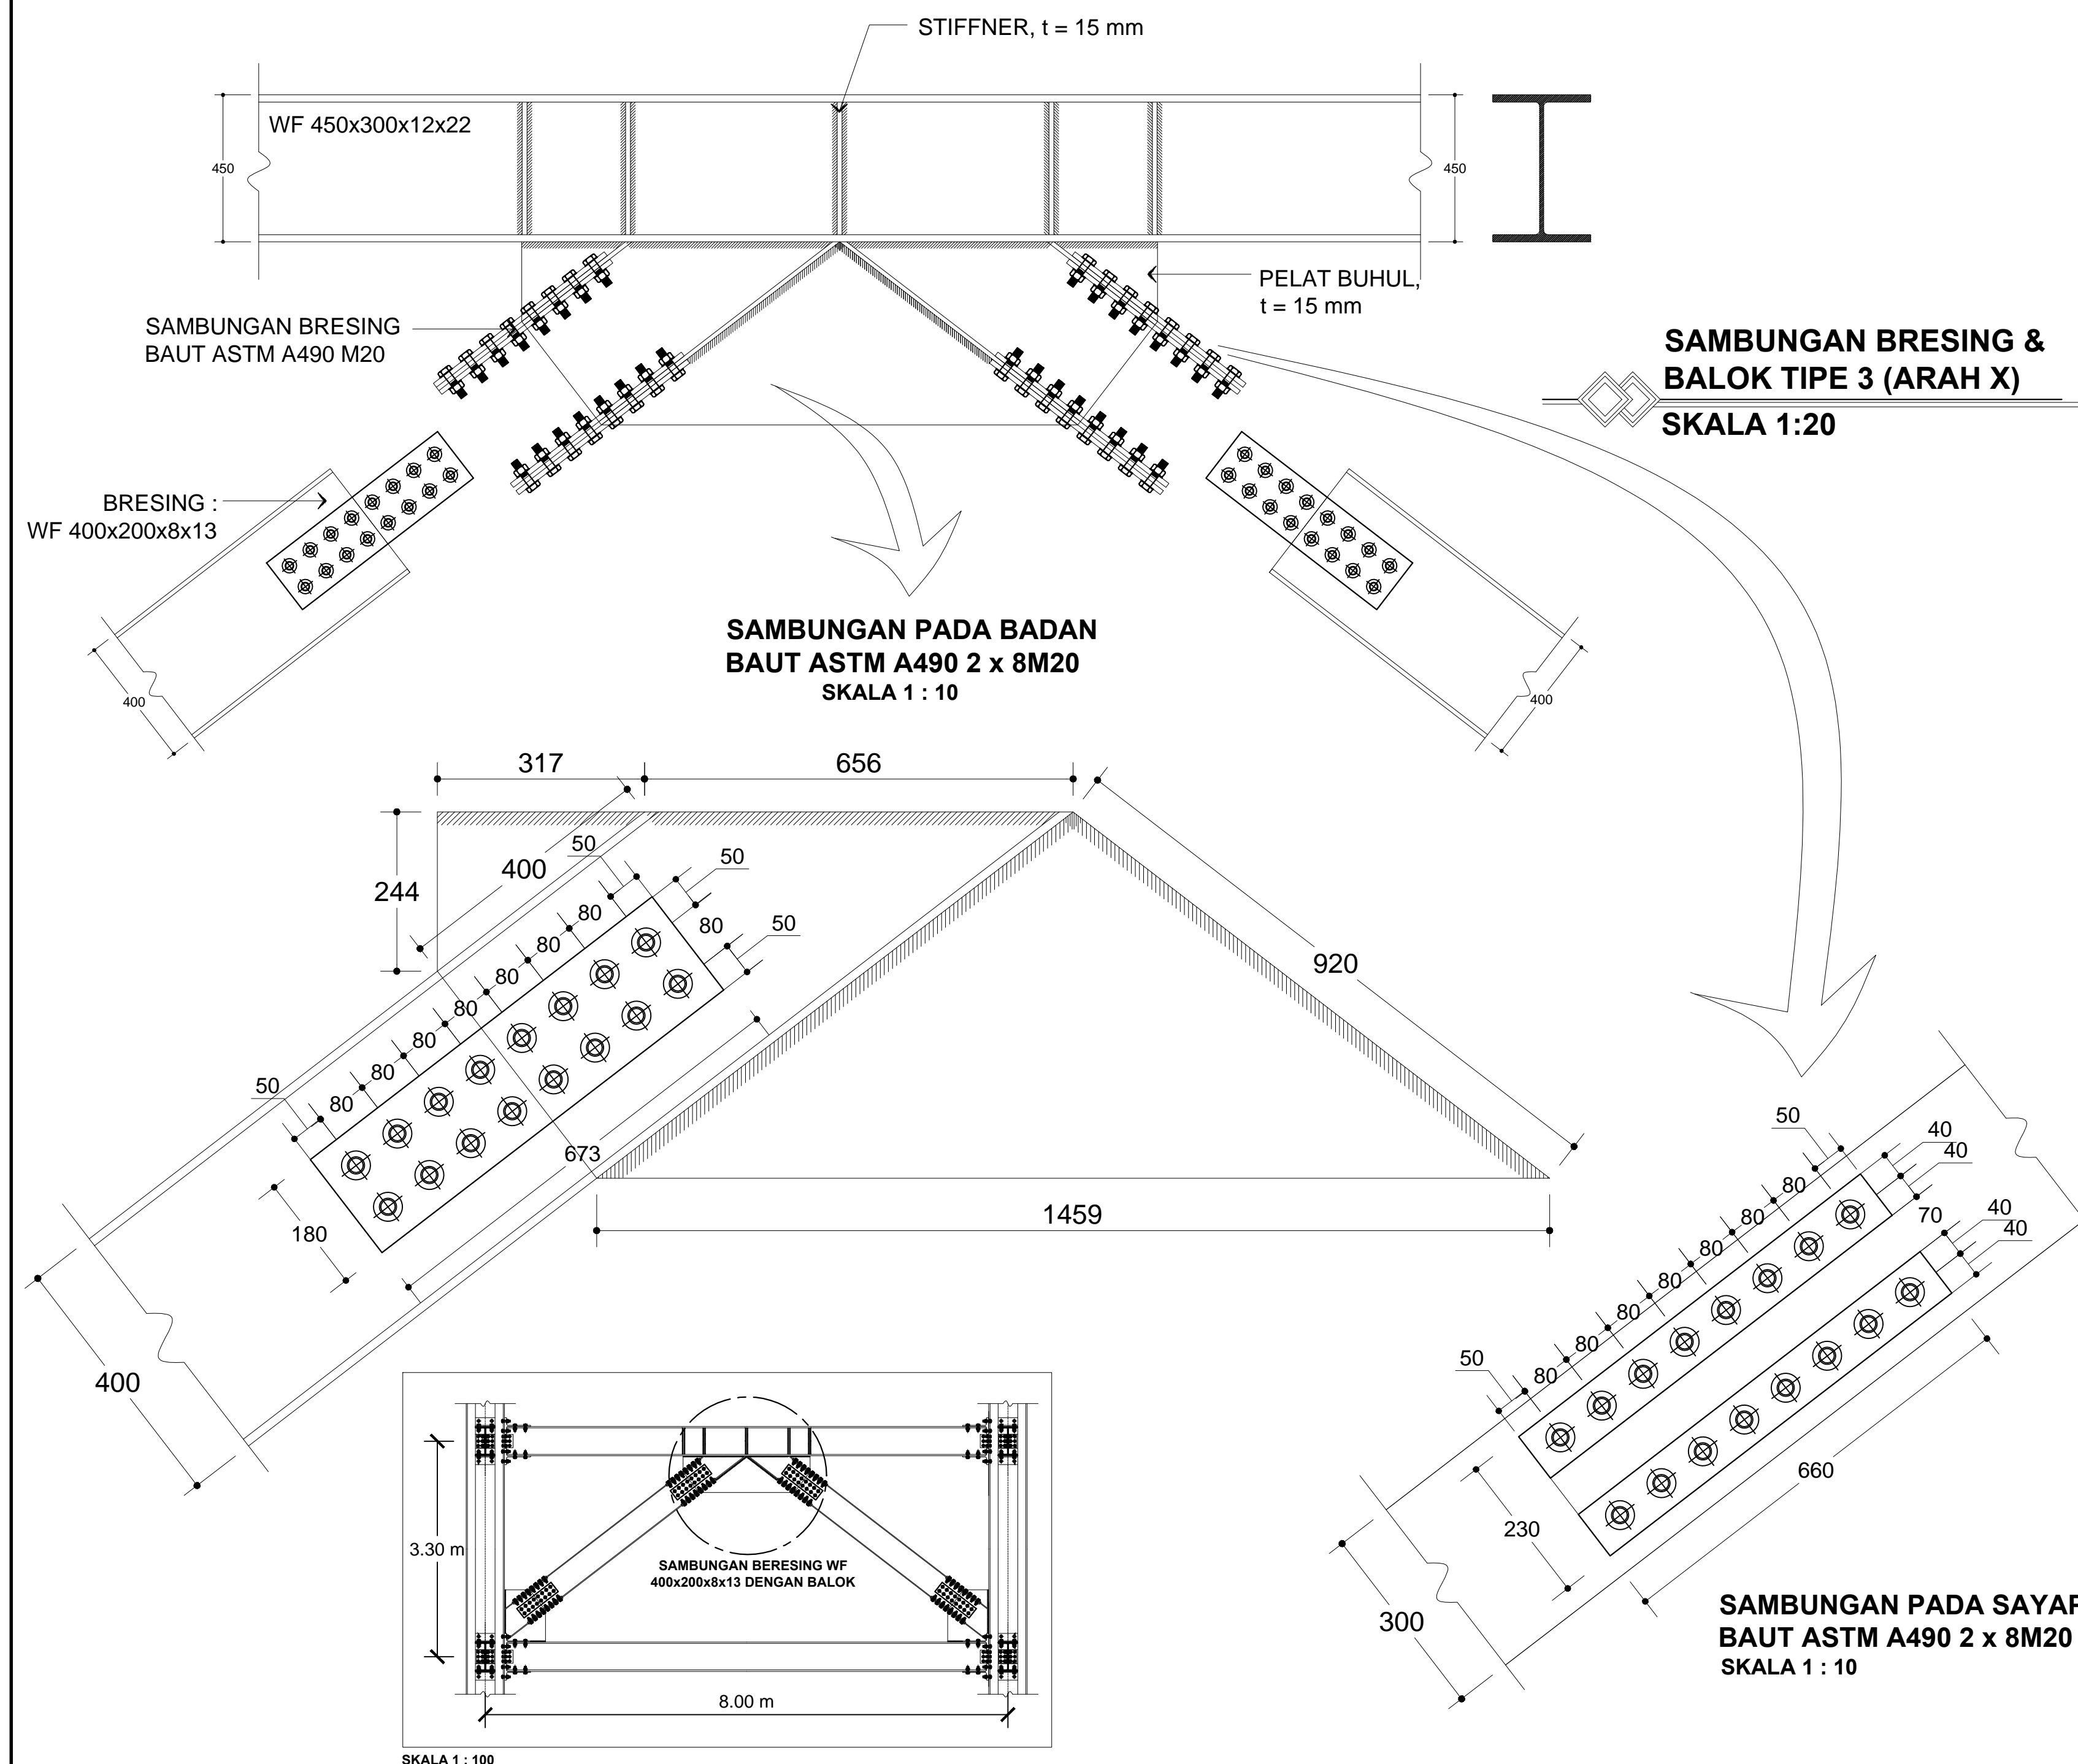 STIFFNER, t = 15 mm
WF 450x300x12x22
450
450
PELAT BUHUL,
t = 15 mm
SAMBUNGAN BRESING
BAUT ASTM A490 M20
SAMBUNGAN BRESING &
BALOK TIPE 3 (ARAH X)
SKALA 1:20
BRESING :
WF 400x200x8x13
400
400
SAMBUNGAN PADA BADAN
BAUT ASTM A490 2 x 8M20
SKALA 1 : 10
317
656
244
400
50
50
80
80
50
80
80
80
80
80
80
50
920
673
180
1459
400
50
40
40
80
80
70
40
40
80
80
80
80
80
50
660
230
300
SAMBUNGAN PADA SAYAP
BAUT ASTM A490 2 x 8M20
SKALA 1 : 10
3.30 m
SAMBUNGAN BERESING WF
400x200x8x13 DENGAN BALOK
8.00 m
SKALA 1 : 100